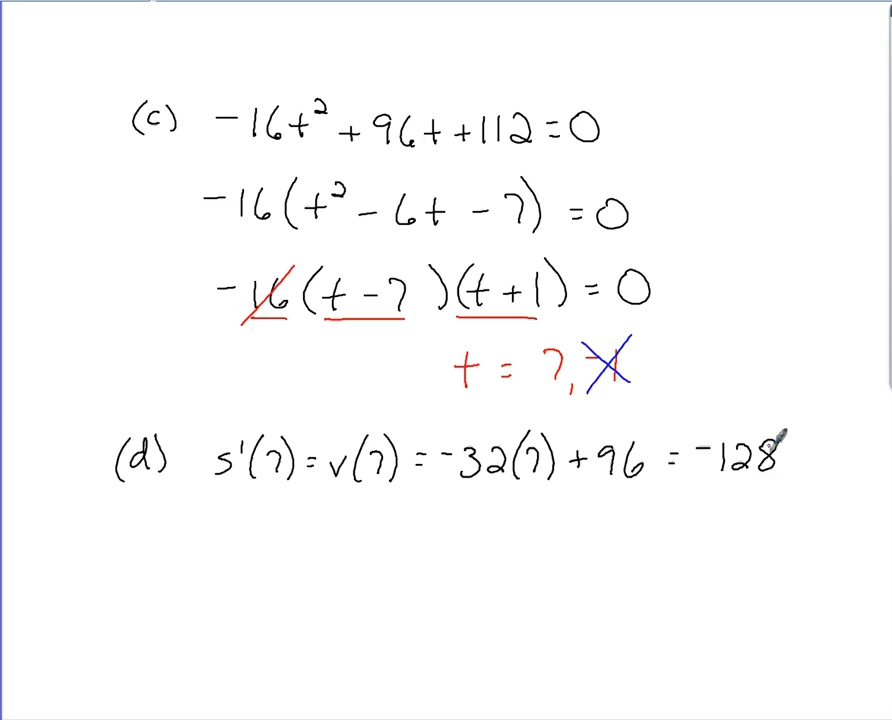 (c) -16t² + 96t + 112 = 0
-16(t² - 6t - 7) = 0
-16(t - 7)(t + 1) = 0
t = 7, -1
(d) s'(7) = v(7) = -32(7) + 96 = -128